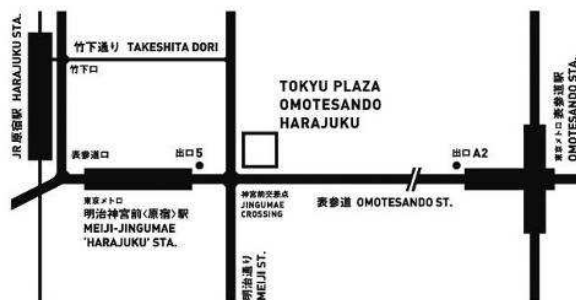 JR 原宿駅 HARAJUKU STA.
竹下通り TAKESHITA DORI
竹下口
TOKYU PLAZA
OMOTESANDO
HARAJUKU
東京メトロ 表参道駅
OMOTESANDO STA.
表参道口
出口 5
出口 A2
東京メトロ
明治神宮前〈原宿〉駅
MEIJI-JINGUMAE
'HARAJUKU' STA.
神宮前交差点
JINGUMAE
CROSSING
表参道 OMOTESANDO ST.
明治通り
MEIJI ST.